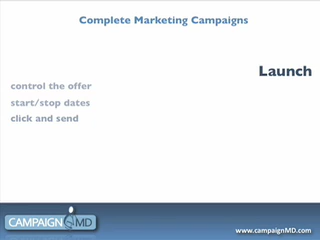 Complete Marketing Campaigns
Launch
control the offer
start/stop dates
click and send
CAMPAIGN MD
www.campaignMD.com